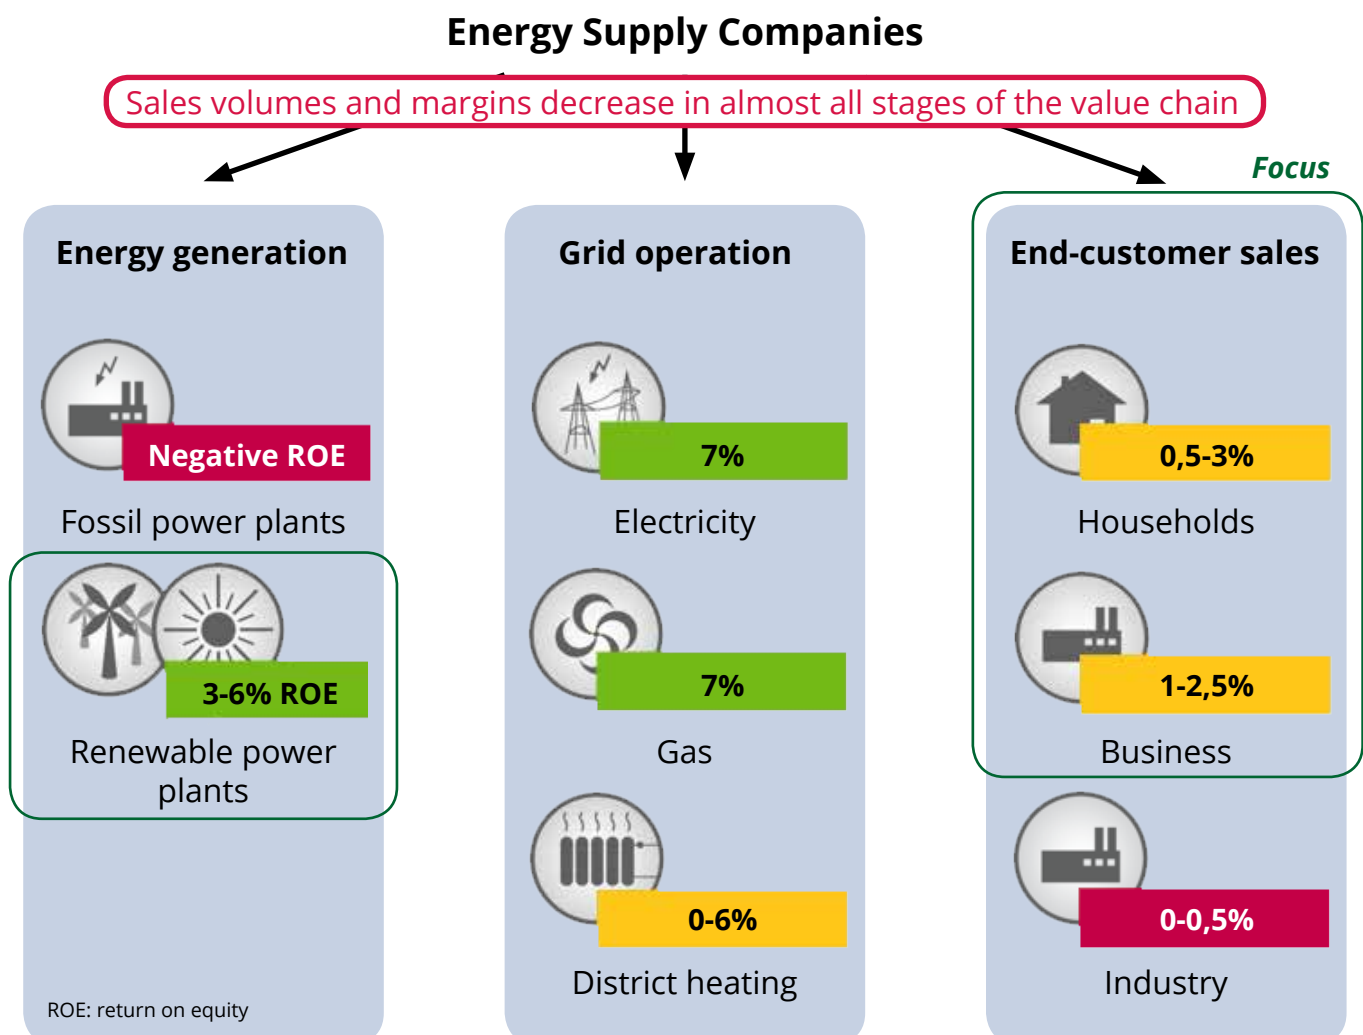 Energy Supply Companies
Sales volumes and margins decrease in almost all stages of the value chain
Focus
Energy generation
Negative ROE
Fossil power plants
3-6% ROE
Renewable power
plants
ROE: return on equity
Grid operation
7%
Electricity
7%
Gas
0-6%
District heating
End-customer sales
0,5-3%
Households
1-2,5%
Business
0-0,5%
Industry